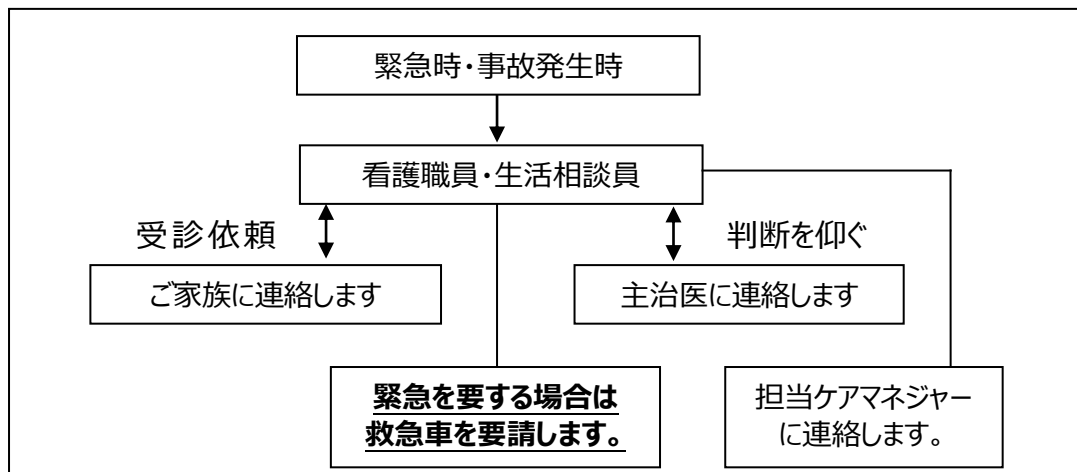 緊急時・事故発生時
看護職員・生活相談員
受診依頼
判断を仰ぐ
ご家族に連絡します
主治医に連絡します
緊急を要する場合は
救急車を要請します。
担当ケアマネジャー
に連絡します。